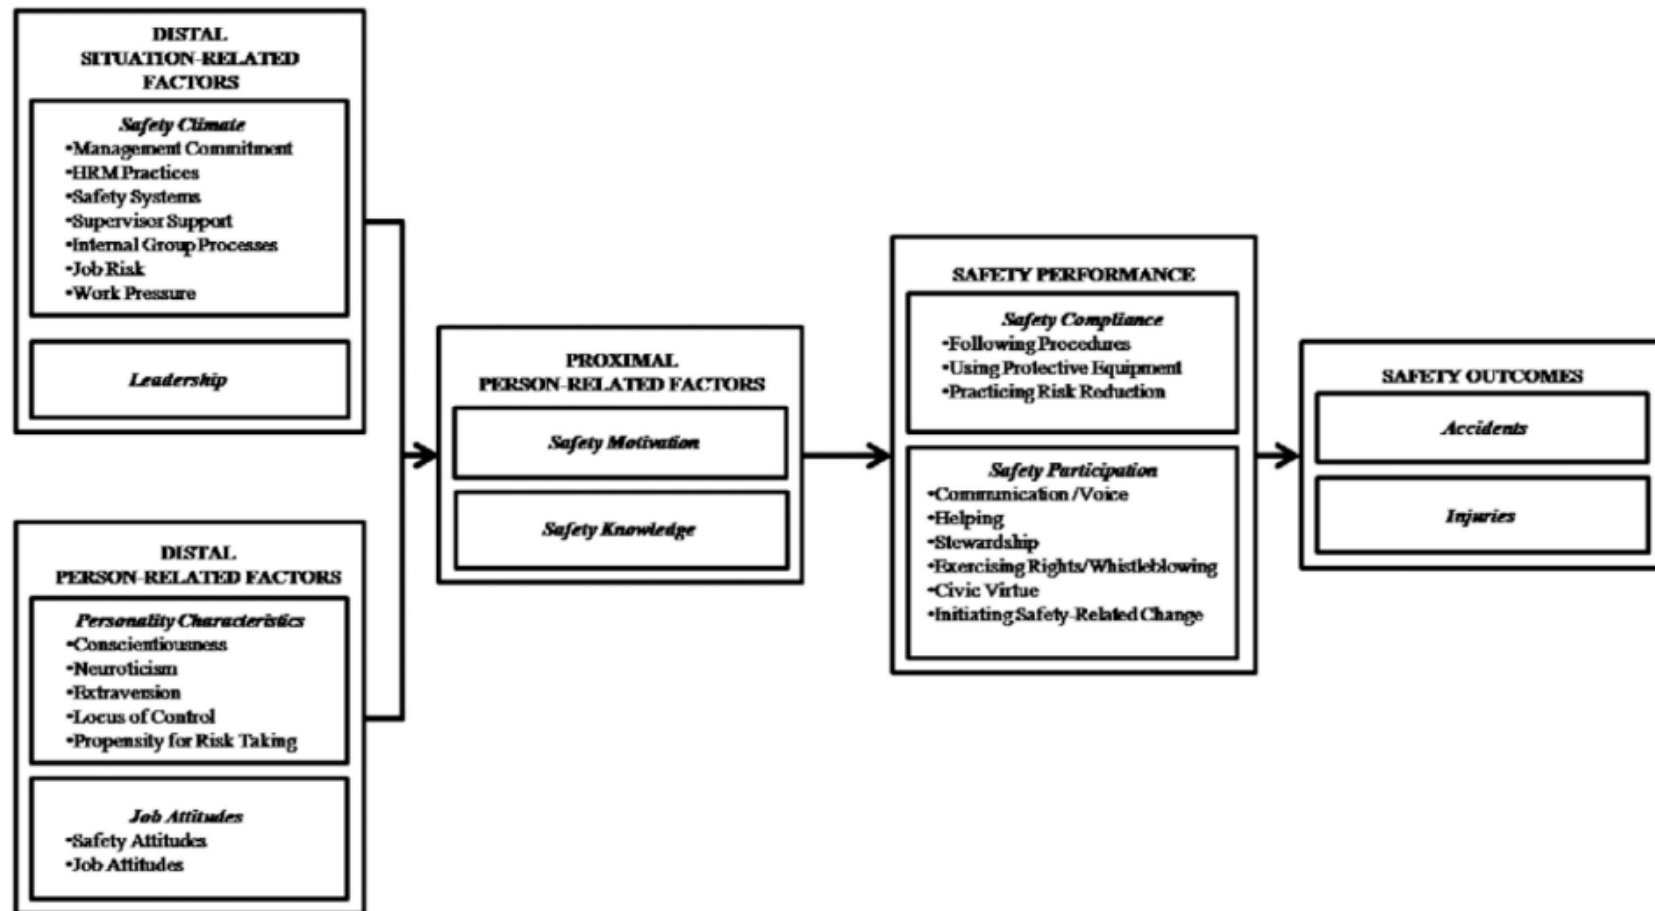 DISTAL
SITUATION-RELATED
FACTORS
Safety Climate
•Management Commitment
•HRM Practices
•Safety Systems
•Supervisor Support
•Internal Group Processes
•Job Risk
•Work Pressure
Leadership
DISTAL
PERSON-RELATED FACTORS
Personality Characteristics
•Conscientiousness
•Neuroticism
•Extraversion
•Locus of Control
•Propensity for Risk Taking
Job Attitudes
•Safety Attitudes
•Job Attitudes
PROXIMAL
PERSON-RELATED FACTORS
Safety Motivation
Safety Knowledge
SAFETY PERFORMANCE
Safety Compliance
•Following Procedures
•Using Protective Equipment
•Practicing Risk Reduction
Safety Participation
•Communication /Voice
•Helping
•Stewardship
•Exercising Rights/Whistleblowing
•Civic Virtue
•Initiating Safety-Related Change
SAFETY OUTCOMES
Accidents
Injuries